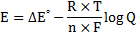 E = ΔE° − R × T / n × F log Q